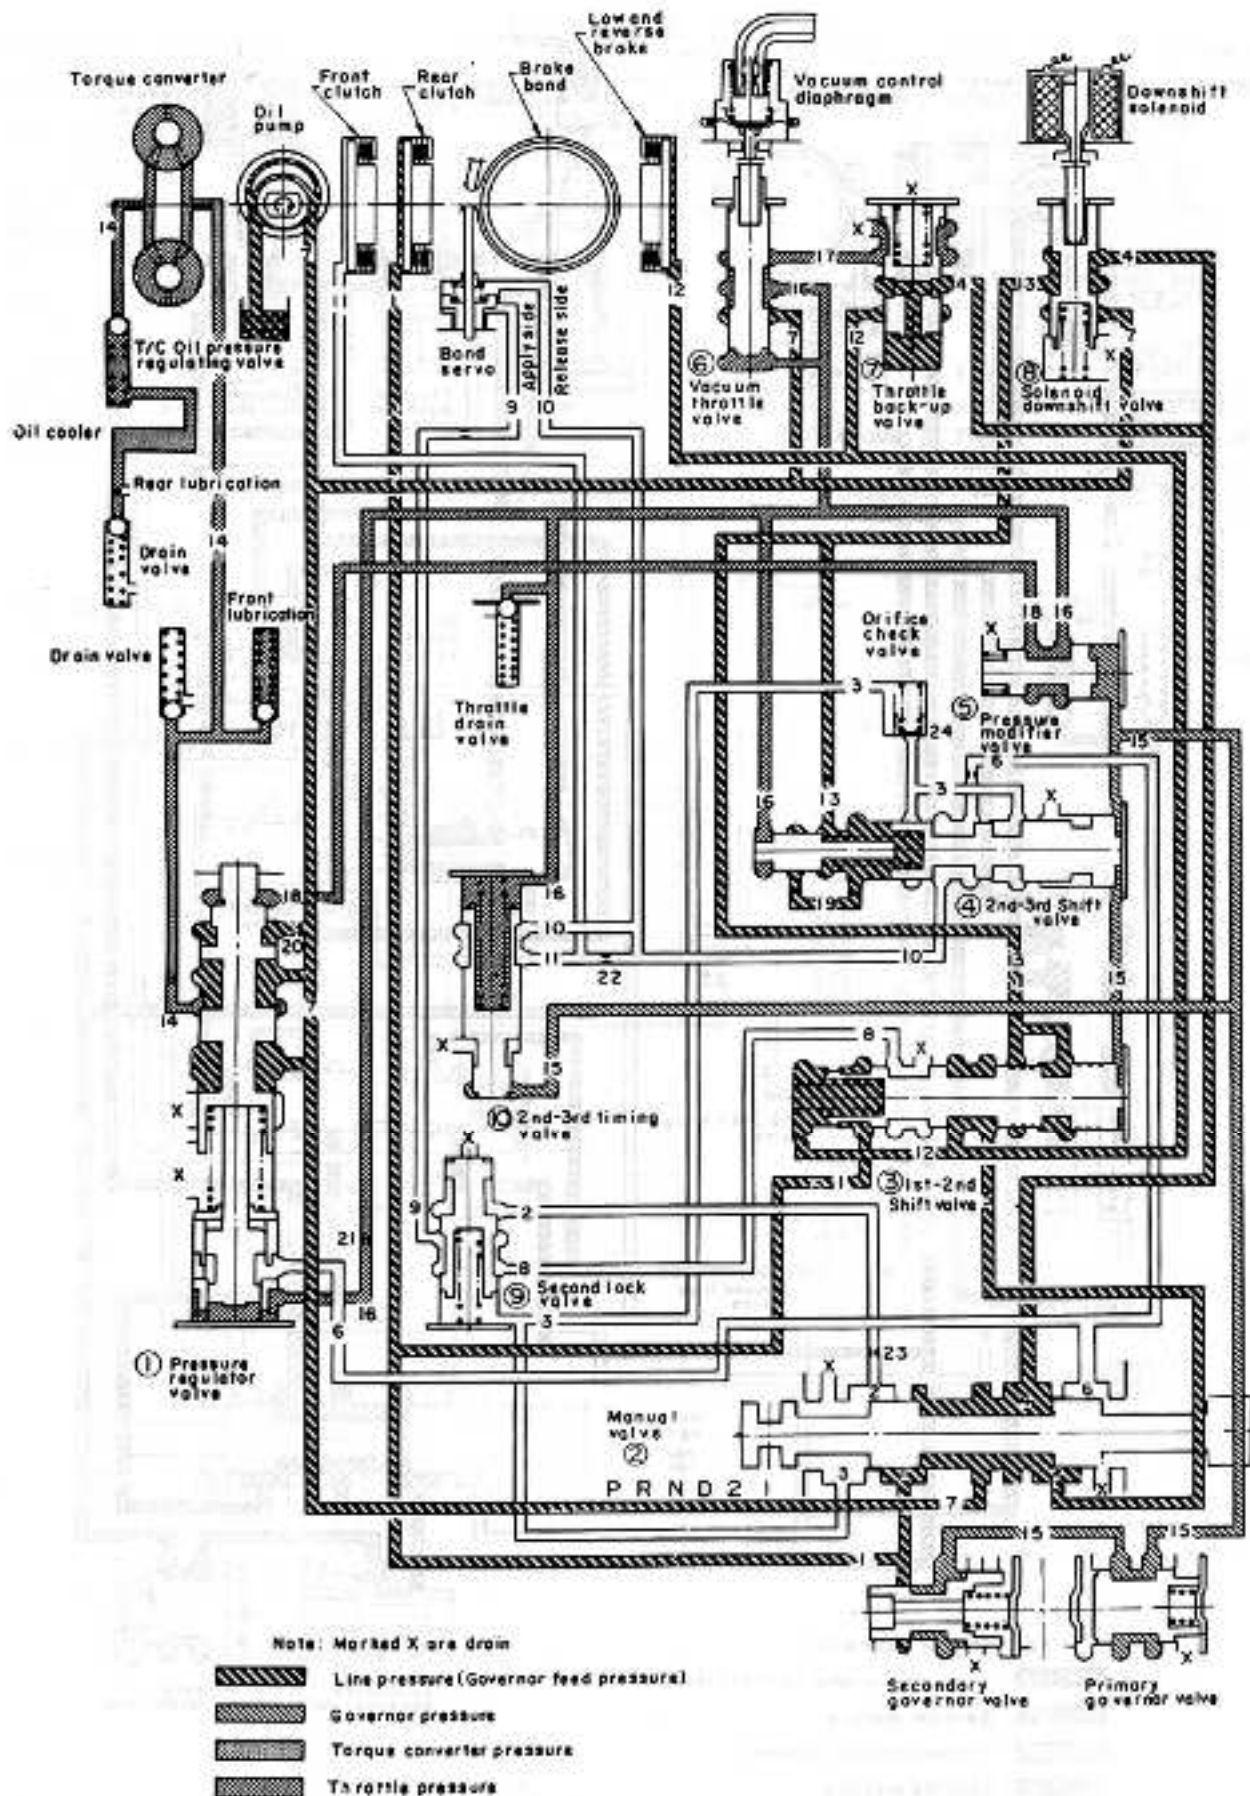 Low and
reverse
brake
Torque converter
Oil
pump
Front
clutch
Rear
clutch
Brake
band
Vacuum control
diaphragm
Downshift
solenoid
X
X
14
7
17
4
16
4
13
12
7
12
7
X
T/C Oil pressure
regulating valve
Band
servo
Apply side
Release side
9
10
⑥
Vacuum
throttle
valve
⑦
Throttle
back-up
valve
⑧
Solenoid
downshift valve
Oil cooler
Rear lubrication
14
Drain
valve
Front
lubrication
Drain valve
Throttle
drain
valve
Orifice
check
valve
18
16
X
3
24
⑤
Pressure
modifier
valve
15
6
3
X
16
13
19
④
2nd-3rd Shift
valve
18
20
16
10
11
22
10
15
14
X
15
8
X
⑩
2nd-3rd timing
valve
12
X
X
X
1
③
1st-2nd
Shift valve
9
2
21
8
⑨
Second lock
valve
3
16
6
23
①
Pressure
regulator
valve
X
2
6
Manual
valve
②
3
P R N D 2 1
7
X
1
15
15
X
X
Note: Marked X are drain
Line pressure (Governor feed pressure)
Governor pressure
Torque converter pressure
Throttle pressure
Secondary
governor valve
Primary
governor valve